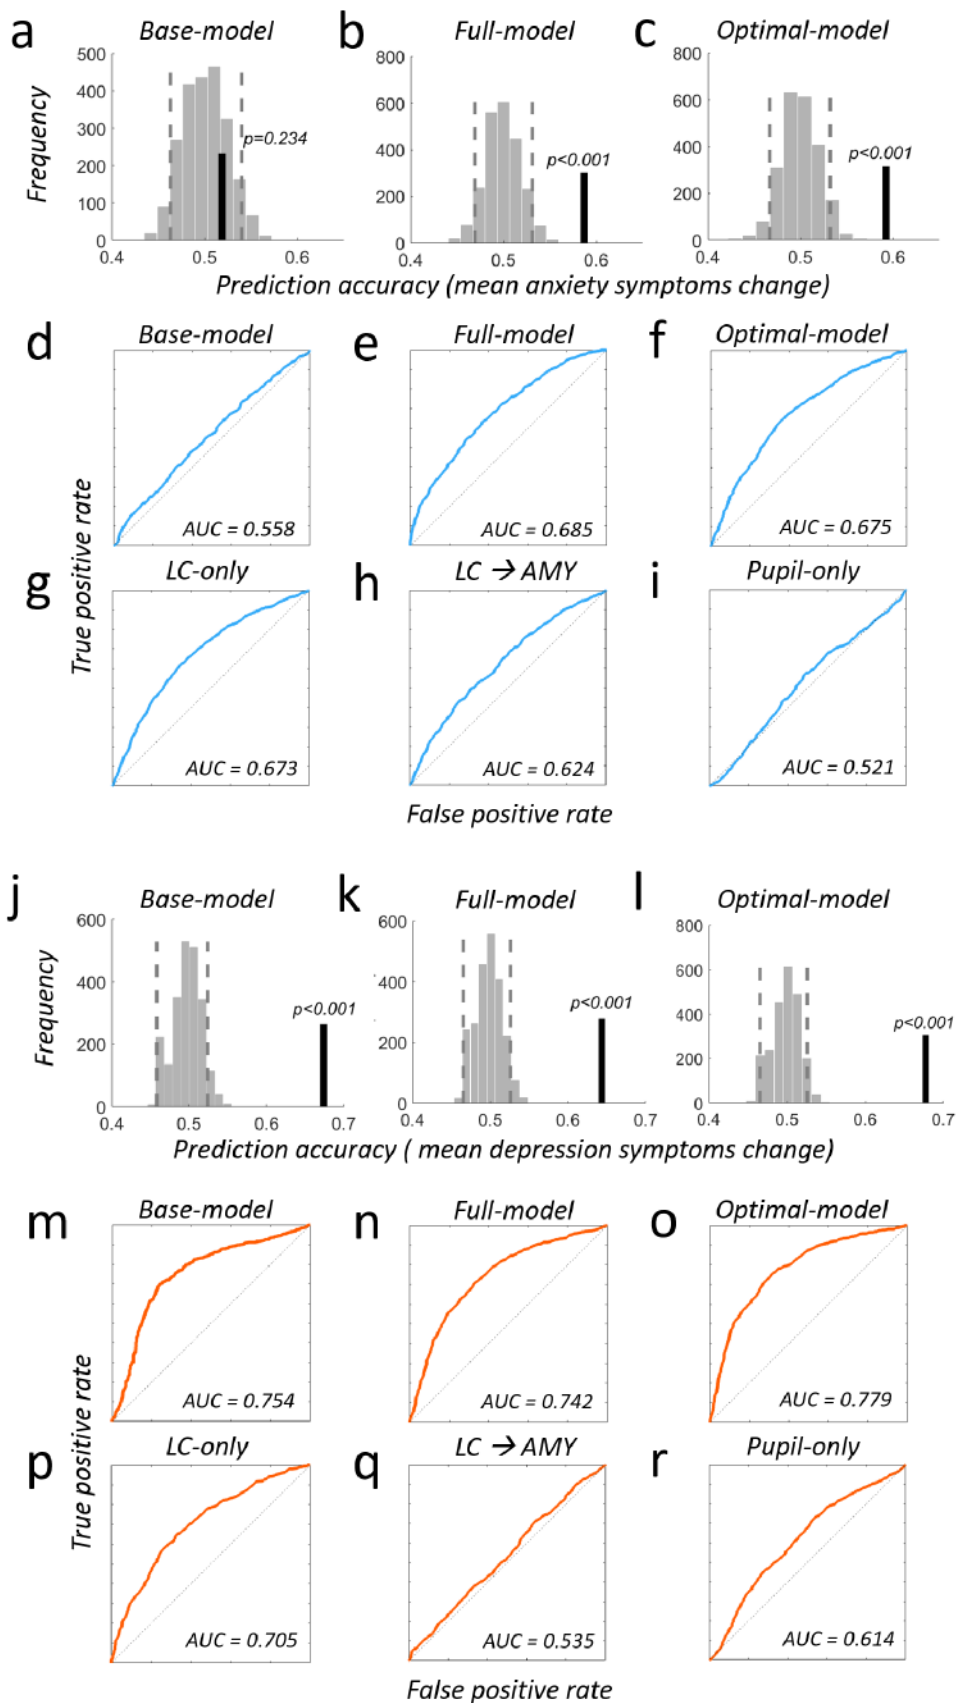 a Base-model b Full-model c Optimal-model
500 800 800
400 600 600
300 p=0.234 400 p<0.001 400 p<0.001
200 200 200
100
0 0 0
0.4 0.5 0.6 0.4 0.5 0.6 0.4 0.5 0.6
Frequency
Prediction accuracy (mean anxiety symptoms change)
d Base-model e Full-model f Optimal-model
AUC = 0.558 AUC = 0.685 AUC = 0.675
True positive rate
g LC-only h LC → AMY i Pupil-only
AUC = 0.673 AUC = 0.624 AUC = 0.521
False positive rate
j Base-model k Full-model l Optimal-model
600 600 800
400 400 600
p<0.001 p<0.001 p<0.001
200 200 400
200
0 0 0
0.4 0.5 0.6 0.7 0.4 0.5 0.6 0.7 0.4 0.5 0.6 0.7
Frequency
Prediction accuracy ( mean depression symptoms change)
m Base-model n Full-model o Optimal-model
AUC = 0.754 AUC = 0.742 AUC = 0.779
True positive rate
p LC-only q LC → AMY r Pupil-only
AUC = 0.705 AUC = 0.535 AUC = 0.614
False positive rate